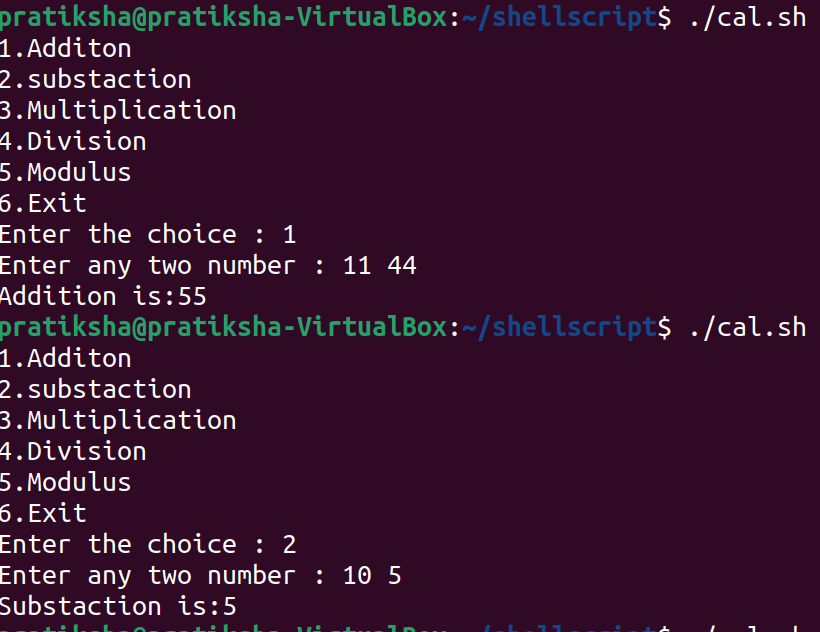 pratiksha@pratiksha-VirtualBox:~/shellscript$ ./cal.sh
1.Additon
2.substaction
3.Multiplication
4.Division
5.Modulus
6.Exit
Enter the choice : 1
Enter any two number : 11 44
Addition is:55
pratiksha@pratiksha-VirtualBox:~/shellscript$ ./cal.sh
1.Additon
2.substaction
3.Multiplication
4.Division
5.Modulus
6.Exit
Enter the choice : 2
Enter any two number : 10 5
Substaction is:5